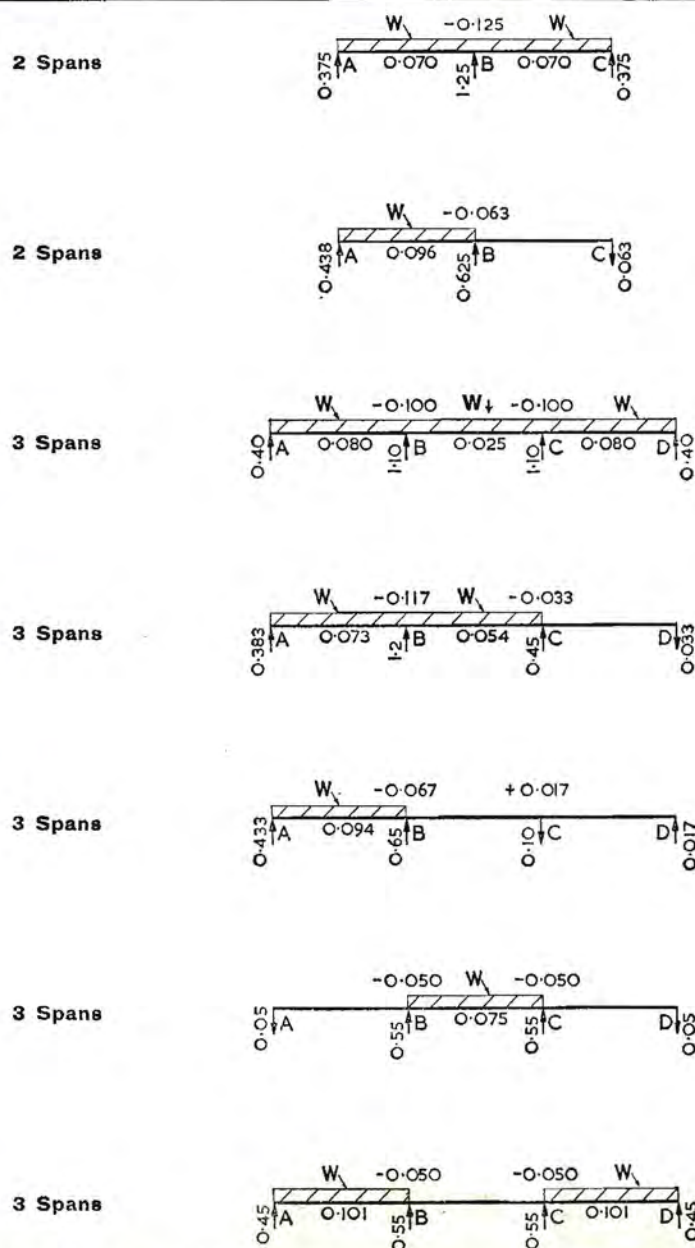 W -0.125 W
2 Spans
0.375 A 0.070 1.25 B 0.070 C 0.375
W -0.063
2 Spans
0.438 A 0.096 0.625 B C 0.063
W -0.100 W -0.100 W
3 Spans
0.40 A 0.080 1.10 B 0.025 1.10 C 0.080 D 0.40
W -0.117 W -0.033
3 Spans
0.383 A 0.073 1.2 B 0.054 0.45 C D 0.033
W -0.067 +0.017
3 Spans
0.433 A 0.094 0.65 B 0.10 C D 0.017
-0.050 W -0.050
3 Spans
0.05 A 0.55 B 0.075 0.55 C D 0.05
W -0.050 -0.050 W
3 Spans
0.45 A 0.101 0.55 B 0.55 C 0.101 D 0.45